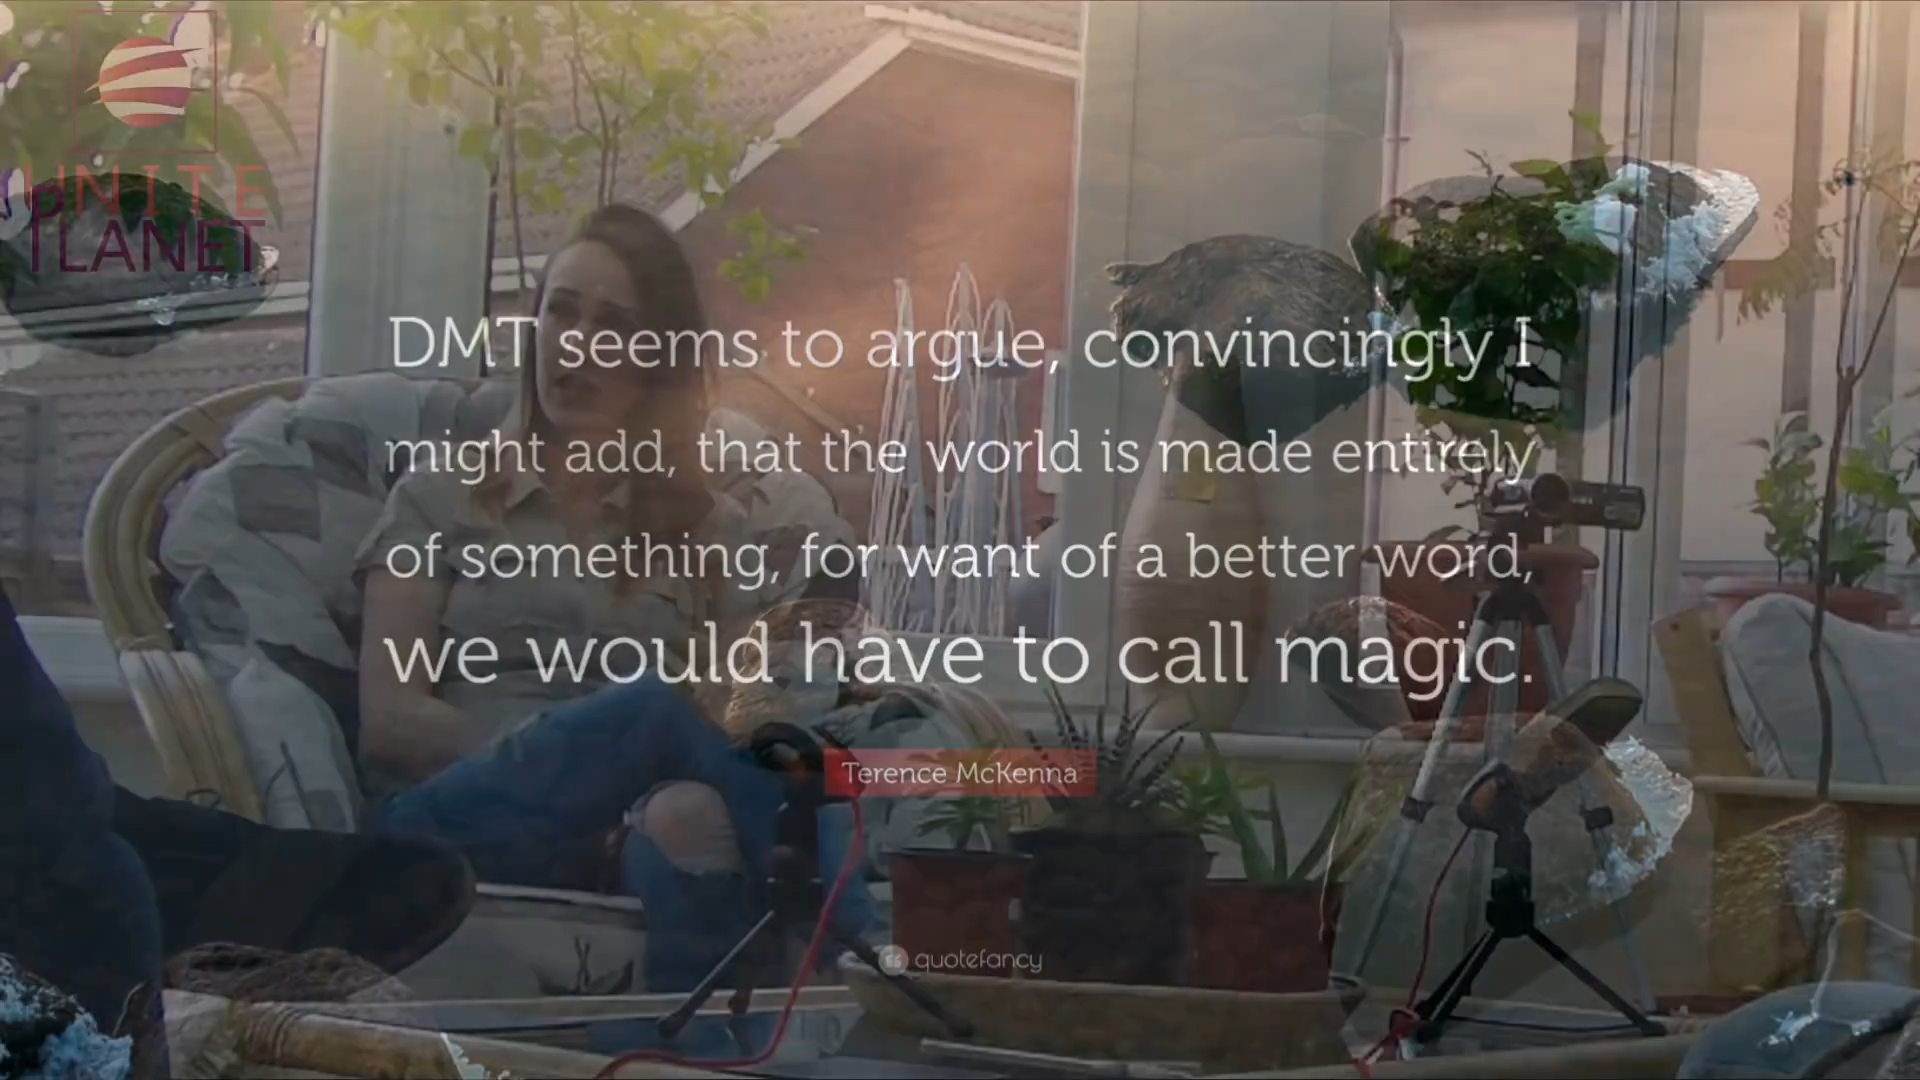 UNITE
PLANET
DMT seems to argue, convincingly I
might add, that the world is made entirely
of something, for want of a better word,
we would have to call magic.
Terence McKenna
quotefancy